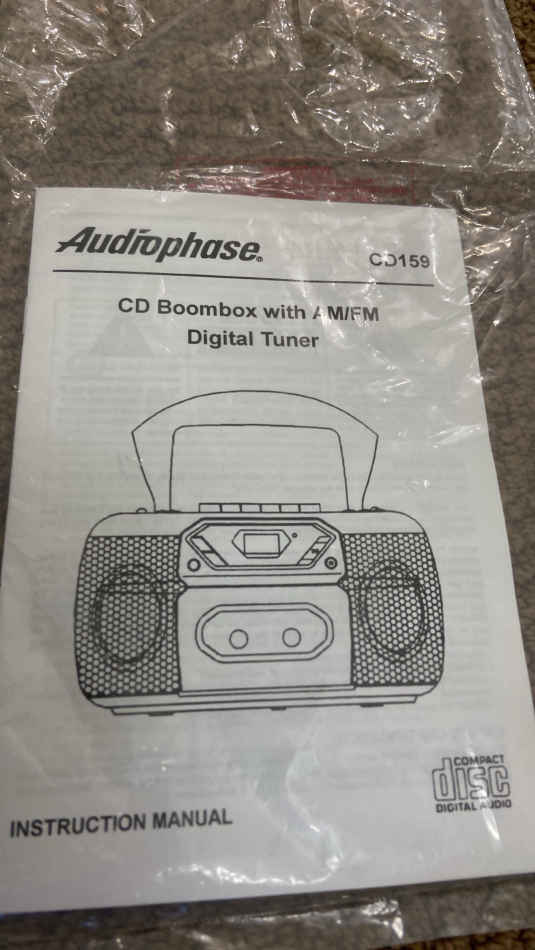 Audiophase®
CD159
CD Boombox with AM/FM
Digital Tuner
COMPACT
disc
DIGITAL AUDIO
INSTRUCTION MANUAL